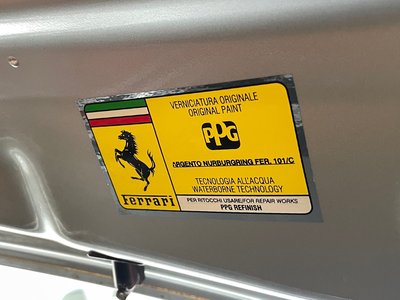 VERNICIATURA ORIGINALE
ORIGINAL PAINT
PPG
ARGENTO NURBURGRING FER. 101/C
TECNOLOGIA ALL'ACQUA
WATERBORNE TECHNOLOGY
Ferrari
PER RITOCCHI USARE/FOR REPAIR WORKS
PPG REFINISH